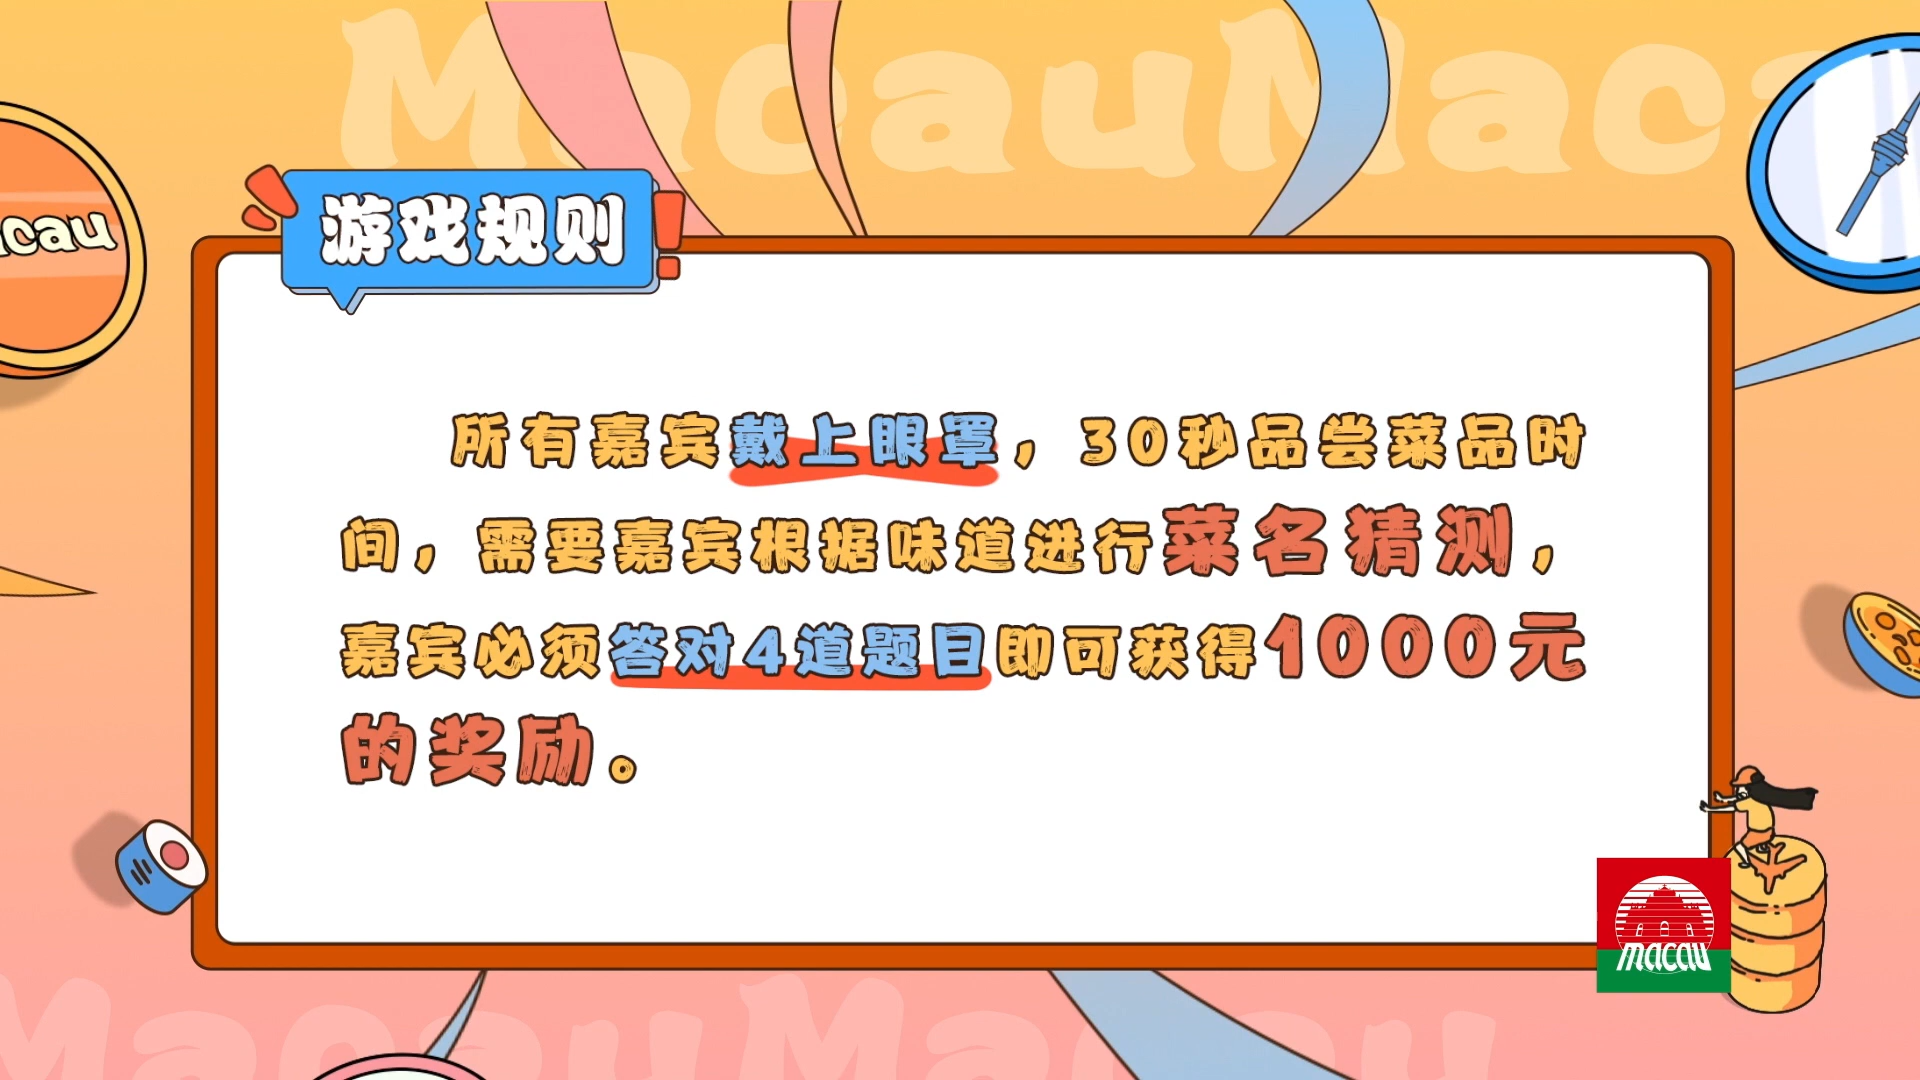 MacauMaca
acau
游戏规则
所有嘉宾戴上眼罩，30秒品尝菜品时
间，需要嘉宾根据味道进行菜名猜测，
嘉宾必须答对4道题目即可获得1000元
的奖励。
macau
MacauMacau